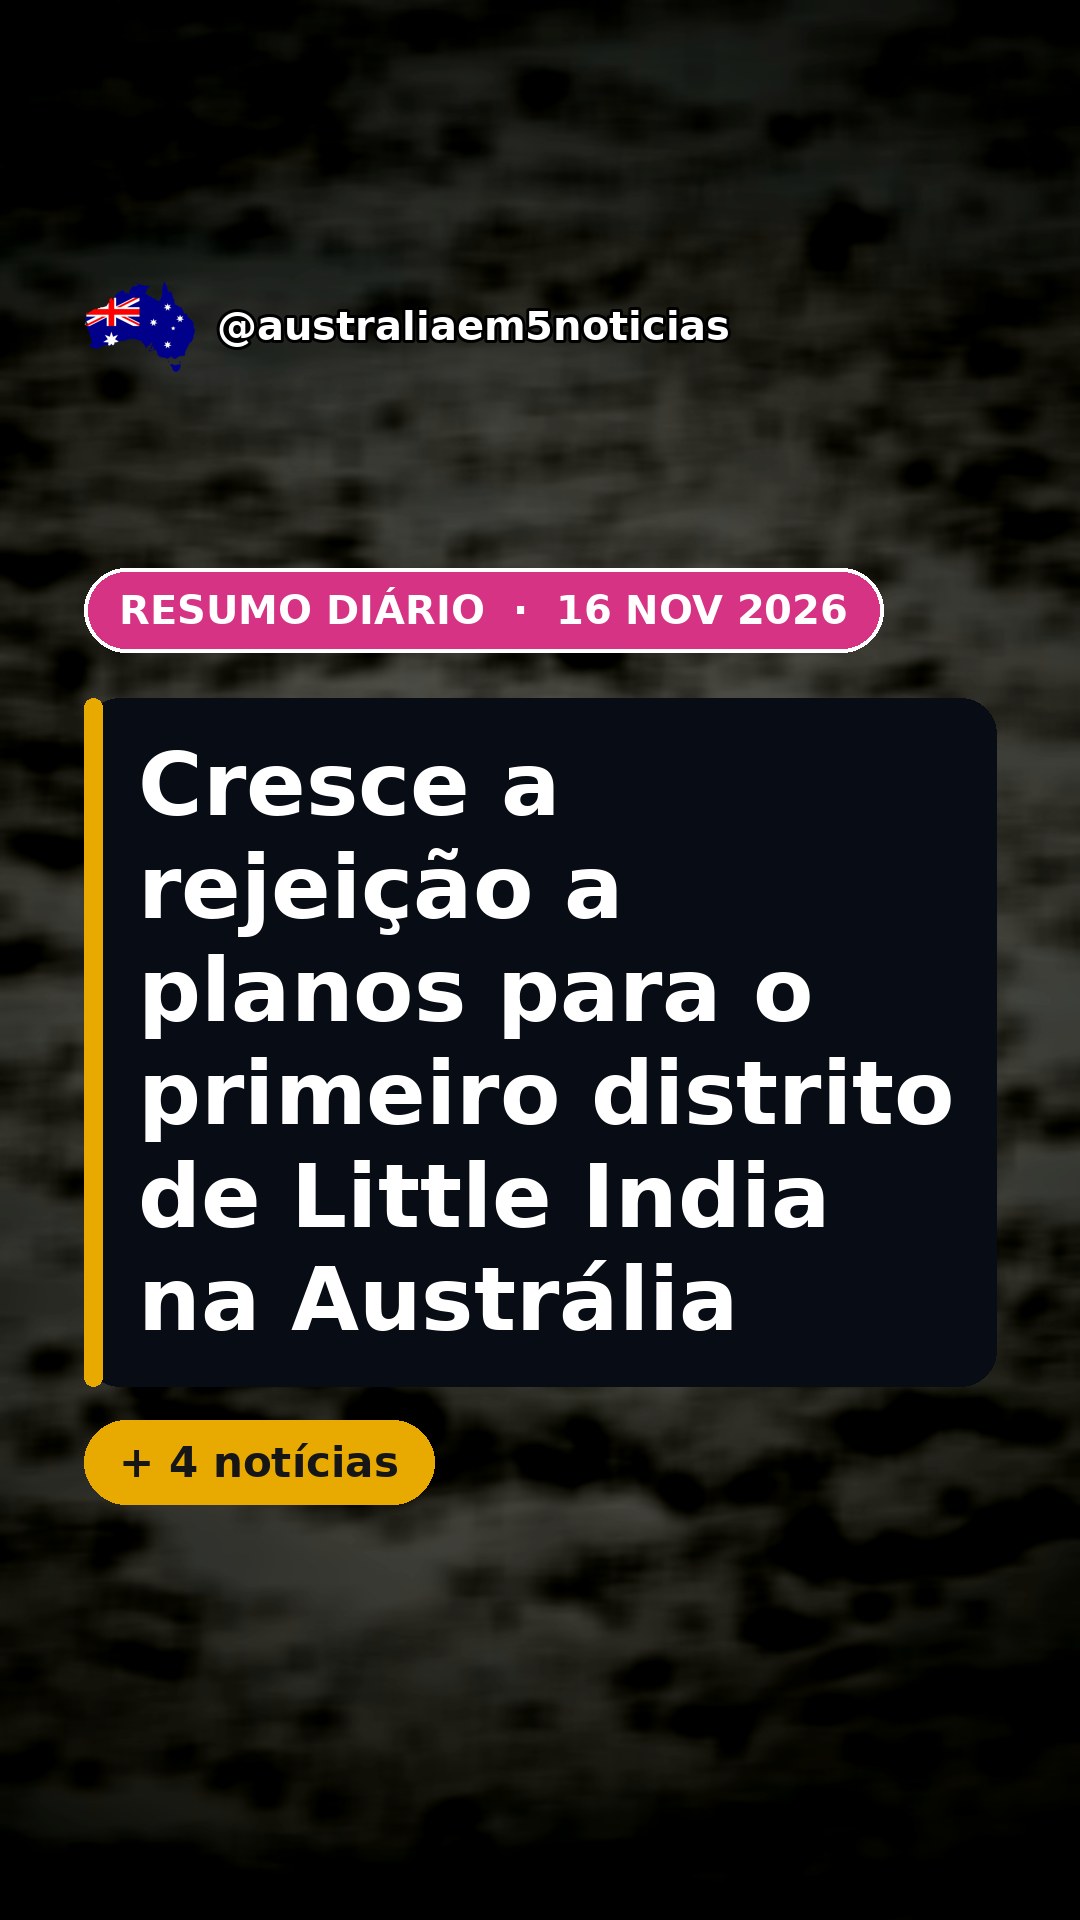 @australiaem5noticias
RESUMO DIÁRIO · 16 NOV 2026
Cresce a
rejeição a
planos para o
primeiro distrito
de Little India
na Austrália
+ 4 notícias